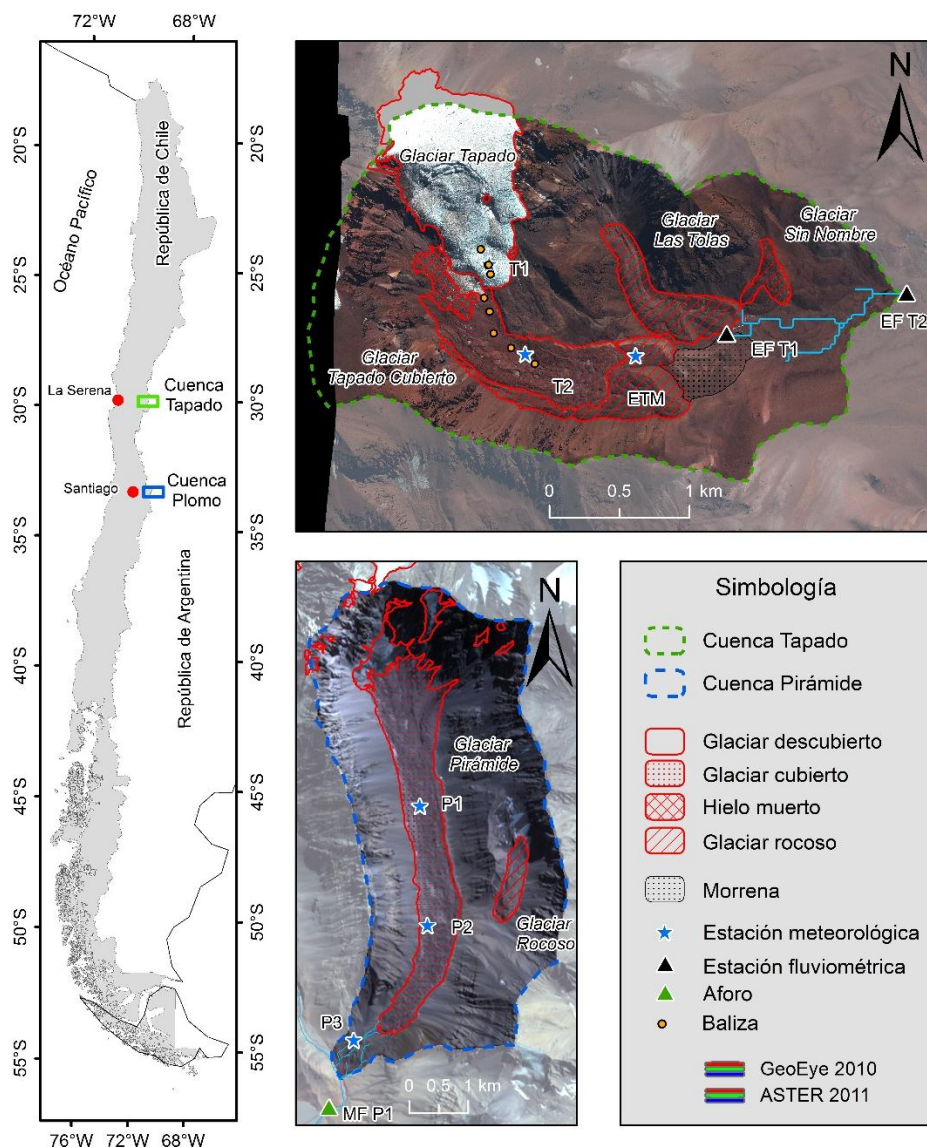 72°W
68°W
20°S
25°S
30°S
35°S
40°S
45°S
50°S
55°S
20°S
25°S
30°S
35°S
40°S
45°S
50°S
55°S
76°W
72°W
68°W
Océano Pacífico
República de Chile
República de Argentina
La Serena
Cuenca
Tapado
Santiago
Cuenca
Plomo
N
Glaciar Tapado
Glaciar
Las Tolas
Glaciar
Sin Nombre
T1
EF T2
EF T1
Glaciar
Tapado Cubierto
T2
ETM
0
0.5
1 km
N
Glaciar
Pirámide
P1
P2
Glaciar
Rocoso
P3
0 0.5 1 km
MF P1
Simbología
Cuenca Tapado
Cuenca Pirámide
Glaciar descubierto
Glaciar cubierto
Hielo muerto
Glaciar rocoso
Morrena
Estación meteorológica
Estación fluviométrica
Aforo
Baliza
GeoEye 2010
ASTER 2011